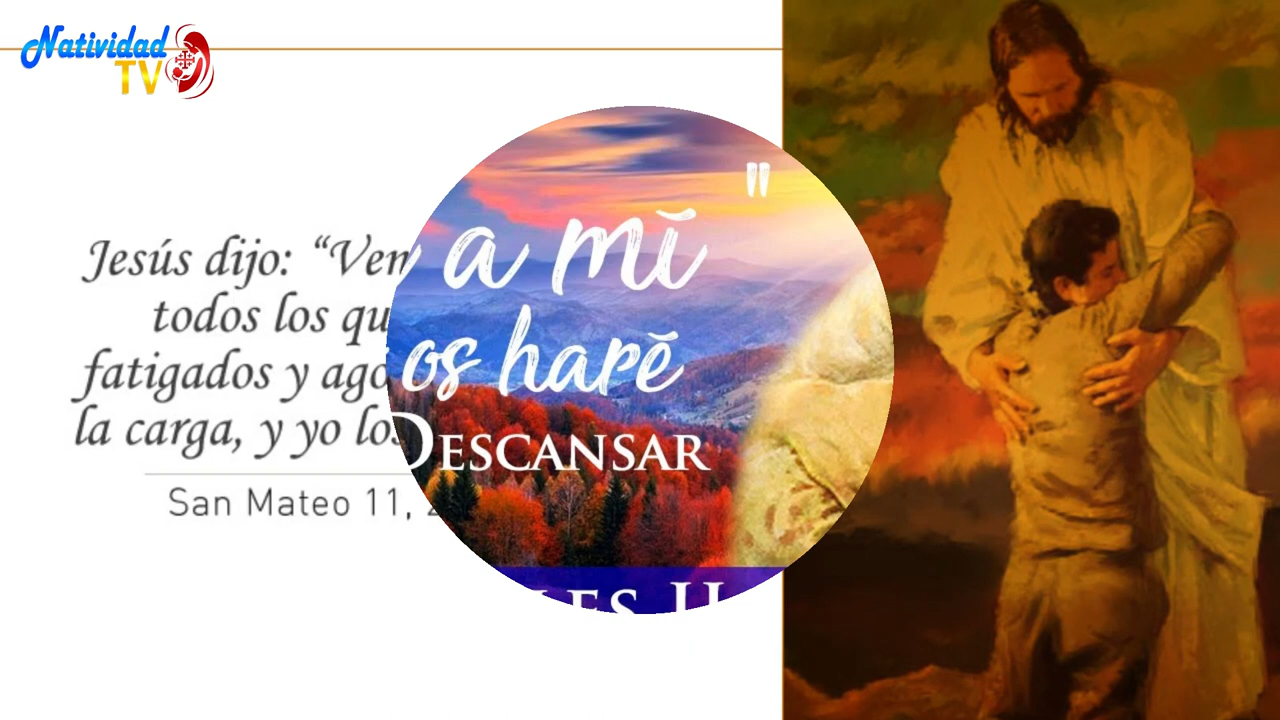 Natividad
TV
Jesús dijo: “Ven
todos los qu
fatigados y ago
la carga, y yo los
San Mateo 11,
"
a mí
os haré
DESCANSAR